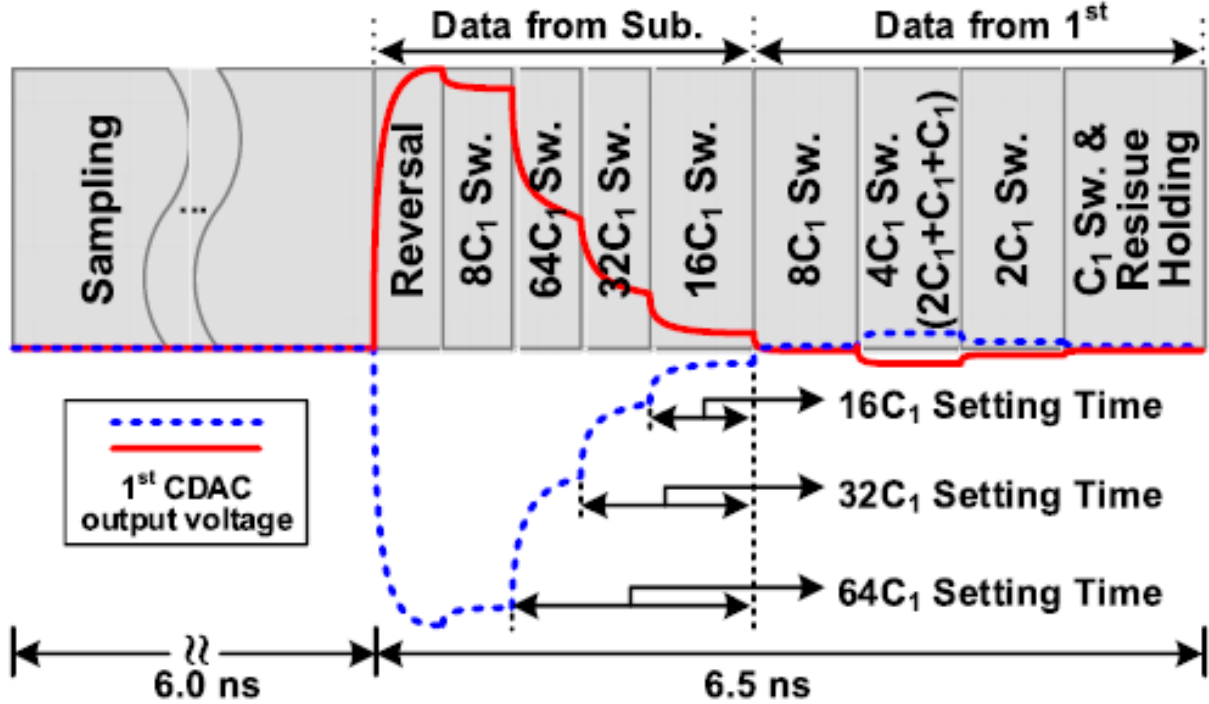 Data from Sub.
Data from 1st
Sampling
...
Reversal
8C1 Sw.
64C1 Sw.
32C1 Sw.
16C1 Sw.
8C1 Sw.
4C1 Sw.
(2C1+C1+C1)
2C1 Sw.
C1 Sw. &
Resisue
Holding
1st CDAC
output voltage
16C1 Setting Time
32C1 Setting Time
64C1 Setting Time
6.0 ns
6.5 ns